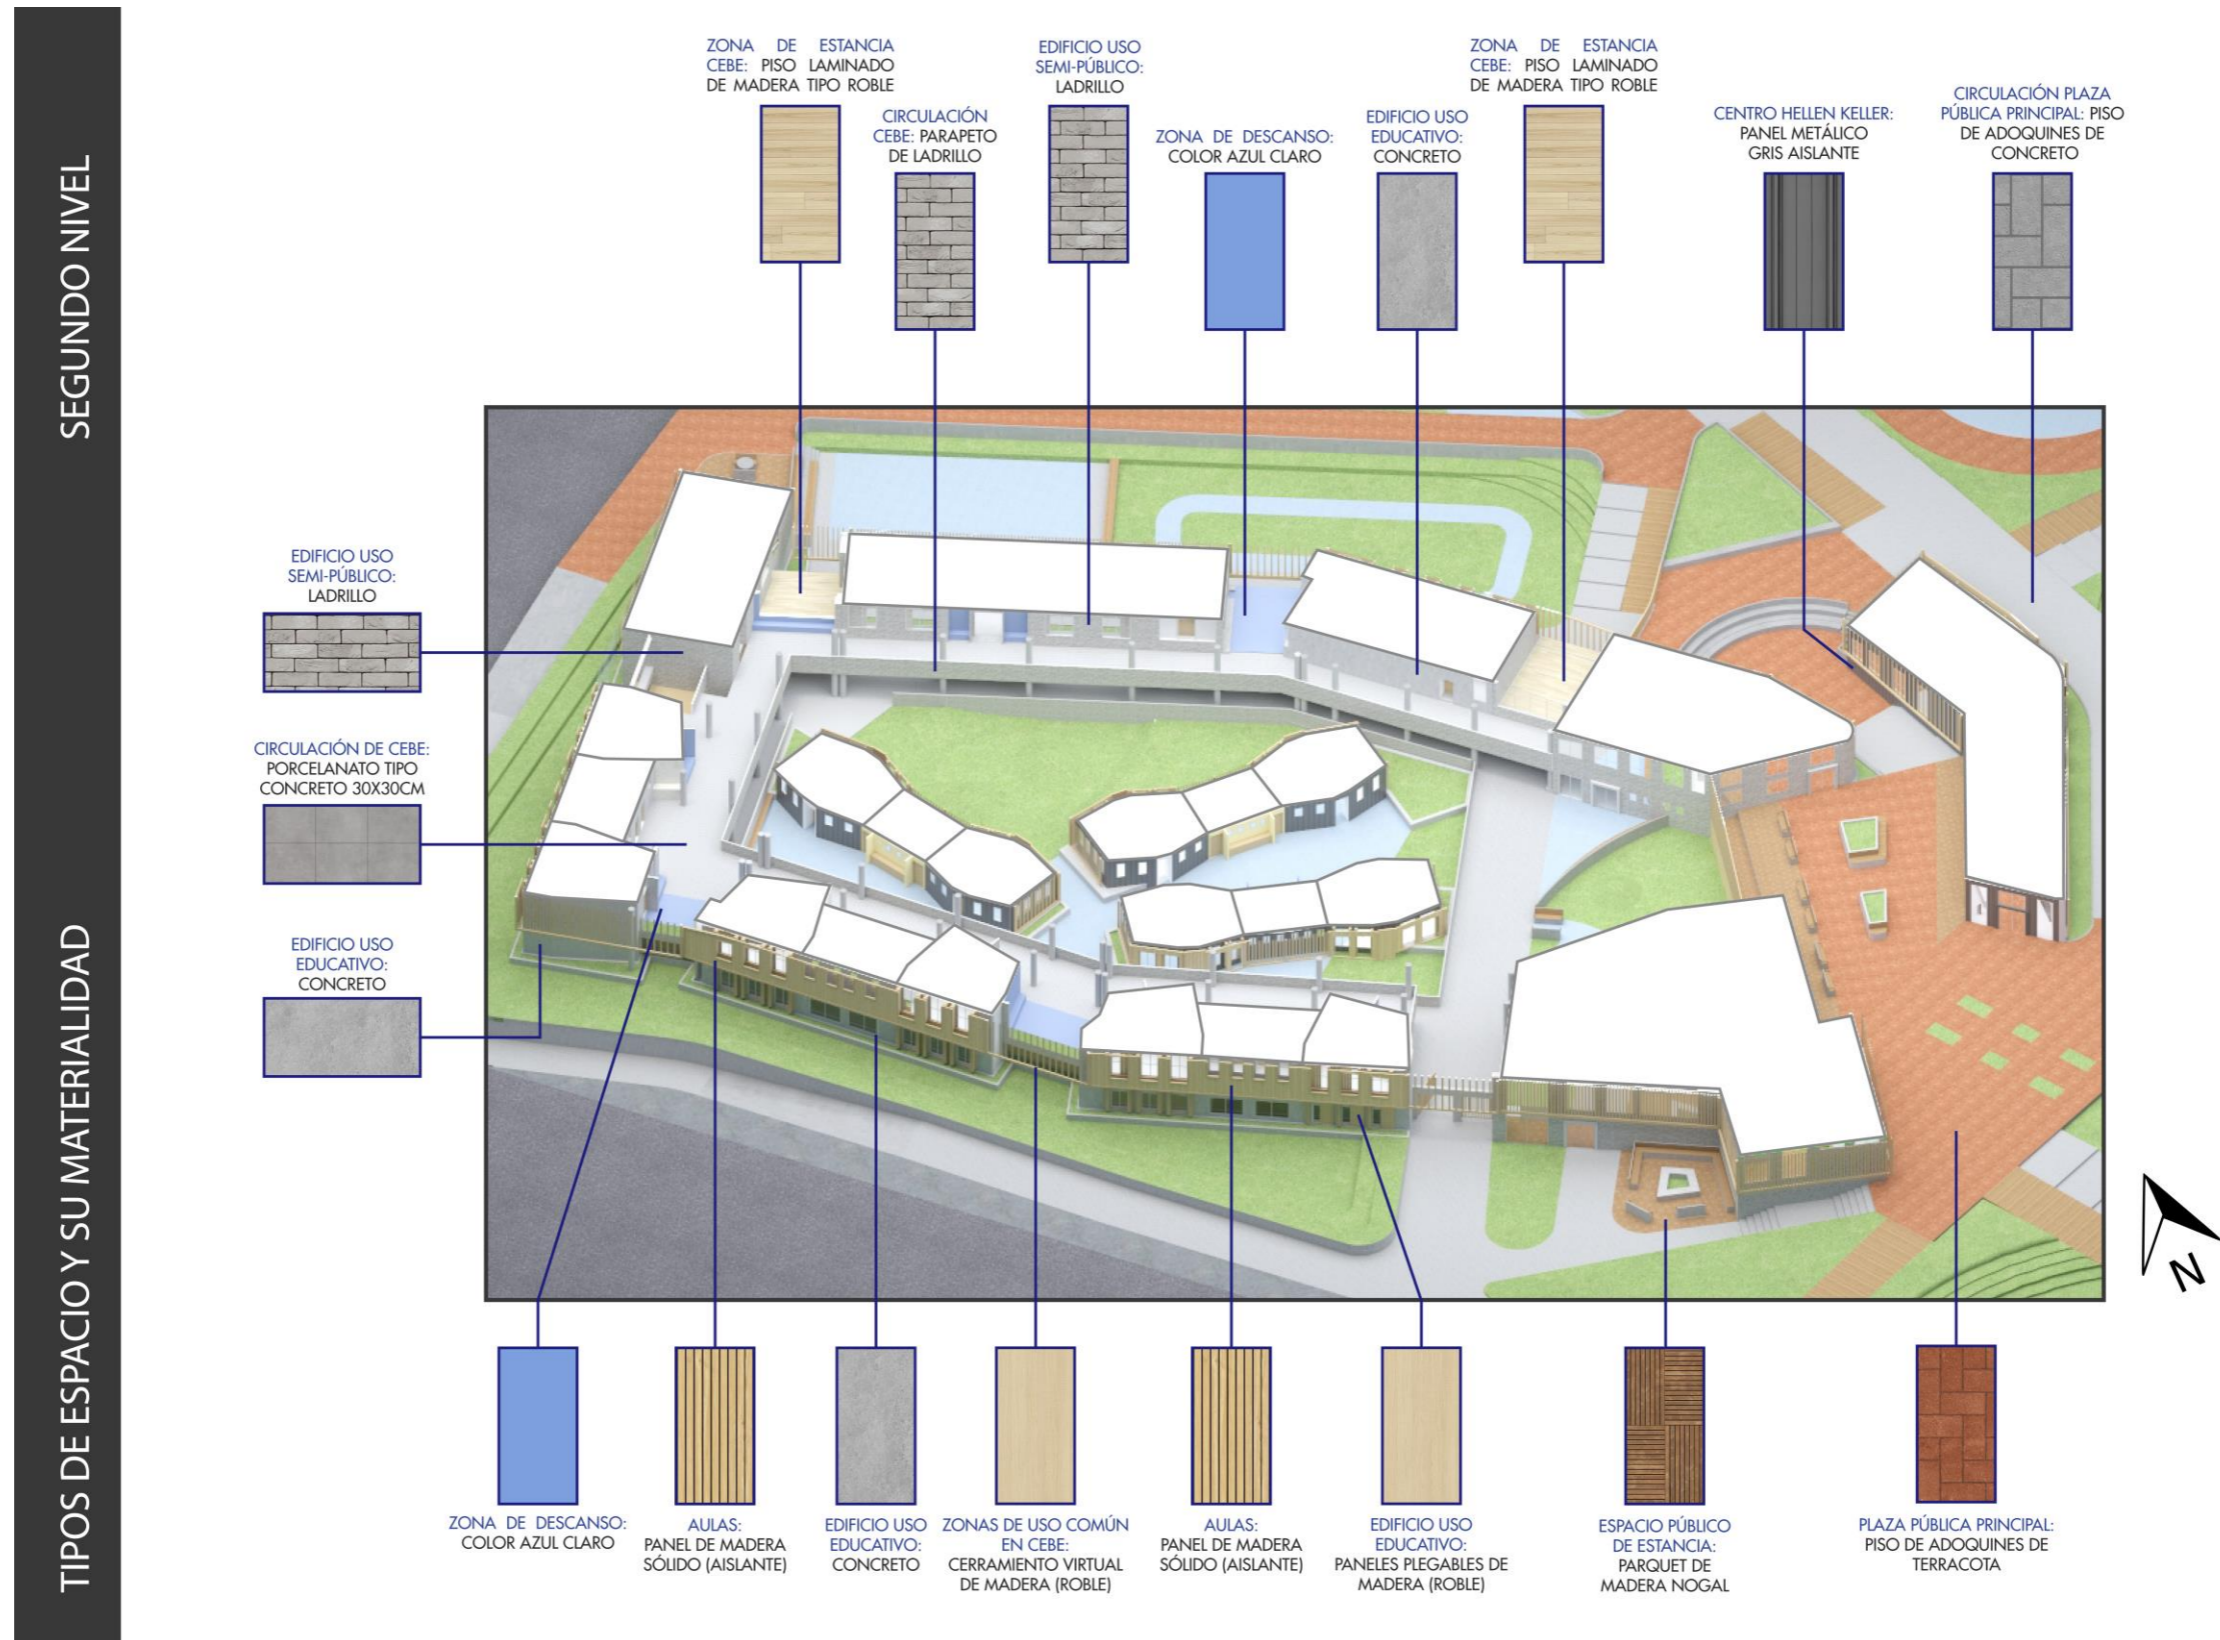 TIPOS DE ESPACIO Y SU MATERIALIDAD
SEGUNDO NIVEL
ZONA DE ESTANCIA
CEBE: PISO LAMINADO
DE MADERA TIPO ROBLE
CIRCULACIÓN
CEBE: PARAPETO
DE LADRILLO
EDIFICIO USO
SEMI-PÚBLICO:
LADRILLO
ZONA DE DESCANSO:
COLOR AZUL CLARO
EDIFICIO USO
EDUCATIVO:
CONCRETO
ZONA DE ESTANCIA
CEBE: PISO LAMINADO
DE MADERA TIPO ROBLE
CENTRO HELLEN KELLER:
PANEL METÁLICO
GRIS AISLANTE
CIRCULACIÓN PLAZA
PÚBLICA PRINCIPAL: PISO
DE ADOQUINES DE
CONCRETO
EDIFICIO USO
SEMI-PÚBLICO:
LADRILLO
CIRCULACIÓN DE CEBE:
PORCELANATO TIPO
CONCRETO 30X30CM
EDIFICIO USO
EDUCATIVO:
CONCRETO
N
ZONA DE DESCANSO:
COLOR AZUL CLARO
AULAS:
PANEL DE MADERA
SÓLIDO (AISLANTE)
EDIFICIO USO
EDUCATIVO:
CONCRETO
ZONAS DE USO COMÚN
EN CEBE:
CERRAMIENTO VIRTUAL
DE MADERA (ROBLE)
AULAS:
PANEL DE MADERA
SÓLIDO (AISLANTE)
EDIFICIO USO
EDUCATIVO:
PANELES PLEGABLES DE
MADERA (ROBLE)
ESPACIO PÚBLICO
DE ESTANCIA:
PARQUET DE
MADERA NOGAL
PLAZA PÚBLICA PRINCIPAL:
PISO DE ADOQUINES DE
TERRACOTA